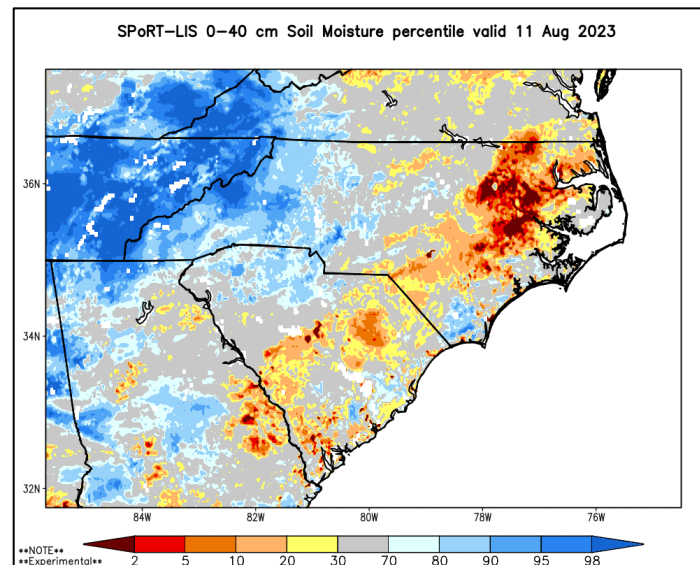 SPoRT-LIS 0-40 cm Soil Moisture percentile valid 11 Aug 2023
36N
34N
32N
84W 82W 80W 78W 76W
**NOTE**
**Experimental**
2 5 10 20 30 70 80 90 95 98